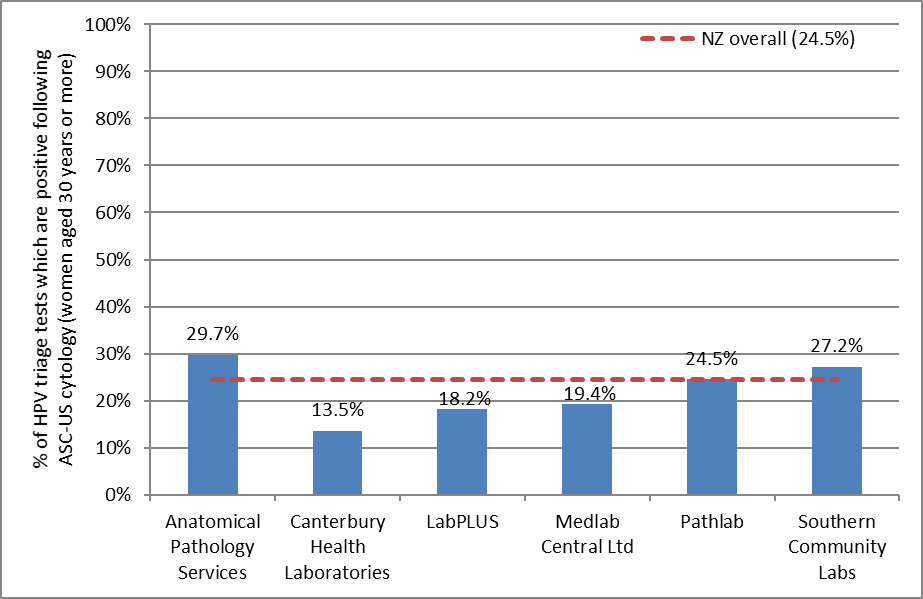 % of HPV triage tests which are positive following
ASC-US cytology (women aged 30 years or more)
100%
90%
80%
70%
60%
50%
40%
30%
20%
10%
0%
NZ overall (24.5%)
29.7%
13.5%
18.2%
19.4%
24.5%
27.2%
Anatomical
Pathology
Services
Canterbury
Health
Laboratories
LabPLUS
Medlab
Central Ltd
Pathlab
Southern
Community
Labs